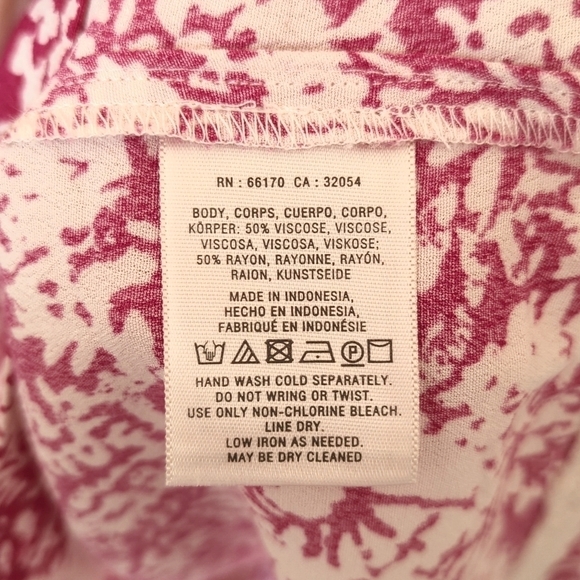 RN : 66170 CA : 32054
BODY, CORPS, CUERPO, CORPO,
KÖRPER: 50% VISCOSE, VISCOSE,
VISCOSA, VISCOSA, VISKOSE;
50% RAYON, RAYONNE, RAYÓN,
RAION, KUNSTSEIDE
MADE IN INDONESIA,
HECHO EN INDONESIA,
FABRIQUÉ EN INDONÉSIE
P
HAND WASH COLD SEPARATELY.
DO NOT WRING OR TWIST.
USE ONLY NON-CHLORINE BLEACH.
LINE DRY.
LOW IRON AS NEEDED.
MAY BE DRY CLEANED